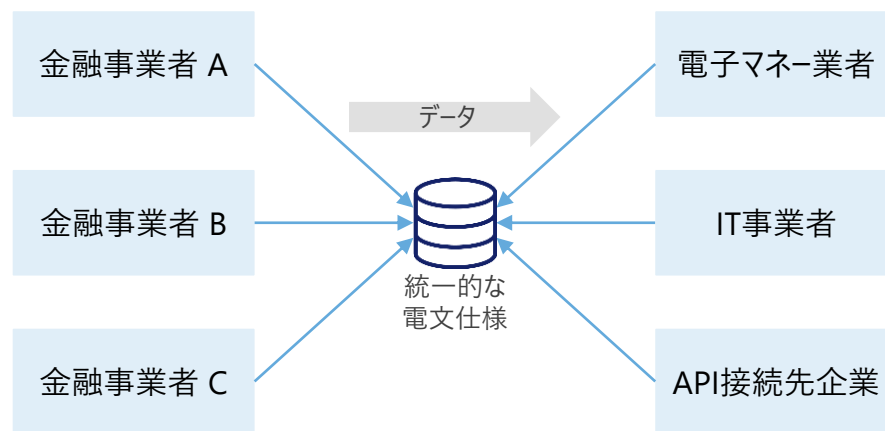 金融事業者 A
電子マネー業者
データ
金融事業者 B
IT事業者
統一的な
電文仕様
金融事業者 C
API接続先企業